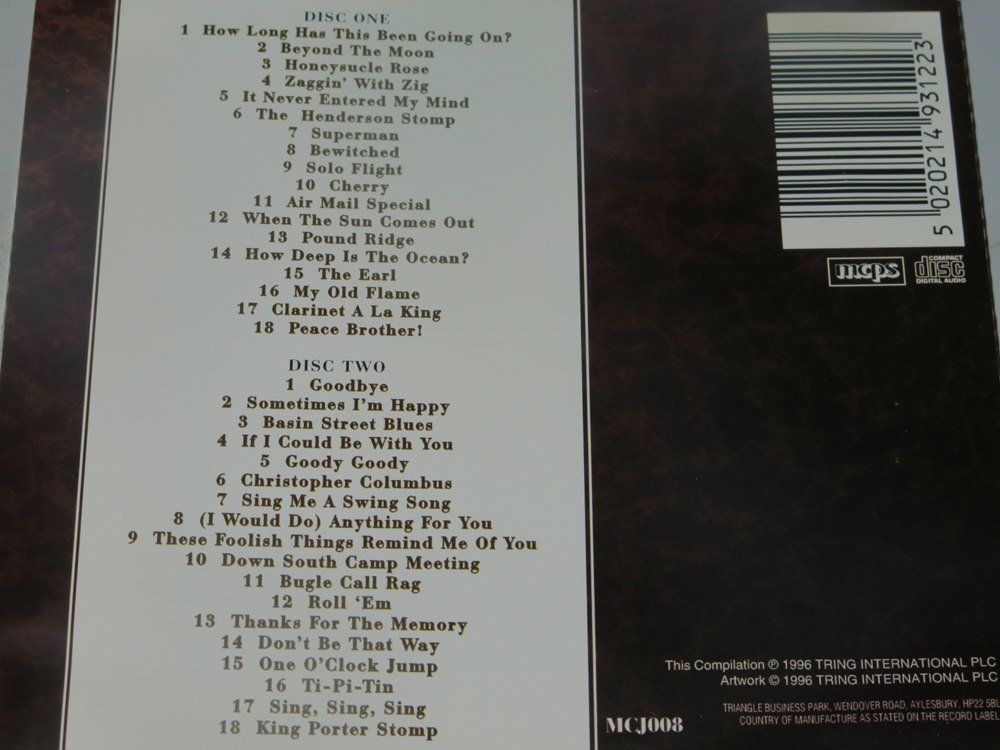 DISC ONE
1 How Long Has This Been Going On?
2 Beyond The Moon
3 Honeysucle Rose
4 Zaggin' With Zig
5 It Never Entered My Mind
6 The Henderson Stomp
7 Superman
8 Bewitched
9 Solo Flight
10 Cherry
11 Air Mail Special
12 When The Sun Comes Out
13 Pound Ridge
14 How Deep Is The Ocean?
15 The Earl
16 My Old Flame
17 Clarinet A La King
18 Peace Brother!
DISC TWO
1 Goodbye
2 Sometimes I'm Happy
3 Basin Street Blues
4 If I Could Be With You
5 Goody Goody
6 Christopher Columbus
7 Sing Me A Swing Song
8 (I Would Do) Anything For You
9 These Foolish Things Remind Me Of You
10 Down South Camp Meeting
11 Bugle Call Rag
12 Roll 'Em
13 Thanks For The Memory
14 Don't Be That Way
15 One O'Clock Jump
16 Ti-Pi-Tin
17 Sing, Sing, Sing
18 King Porter Stomp
5 020214 931223
mcps
COMPACT
disc
DIGITAL AUDIO
This Compilation ℗ 1996 TRING INTERNATIONAL PLC
Artwork © 1996 TRING INTERNATIONAL PLC
TRIANGLE BUSINESS PARK, WENDOVER ROAD, AYLESBURY, HP22 5BL
COUNTRY OF MANUFACTURE AS STATED ON THE RECORD LABEL
MCJ008